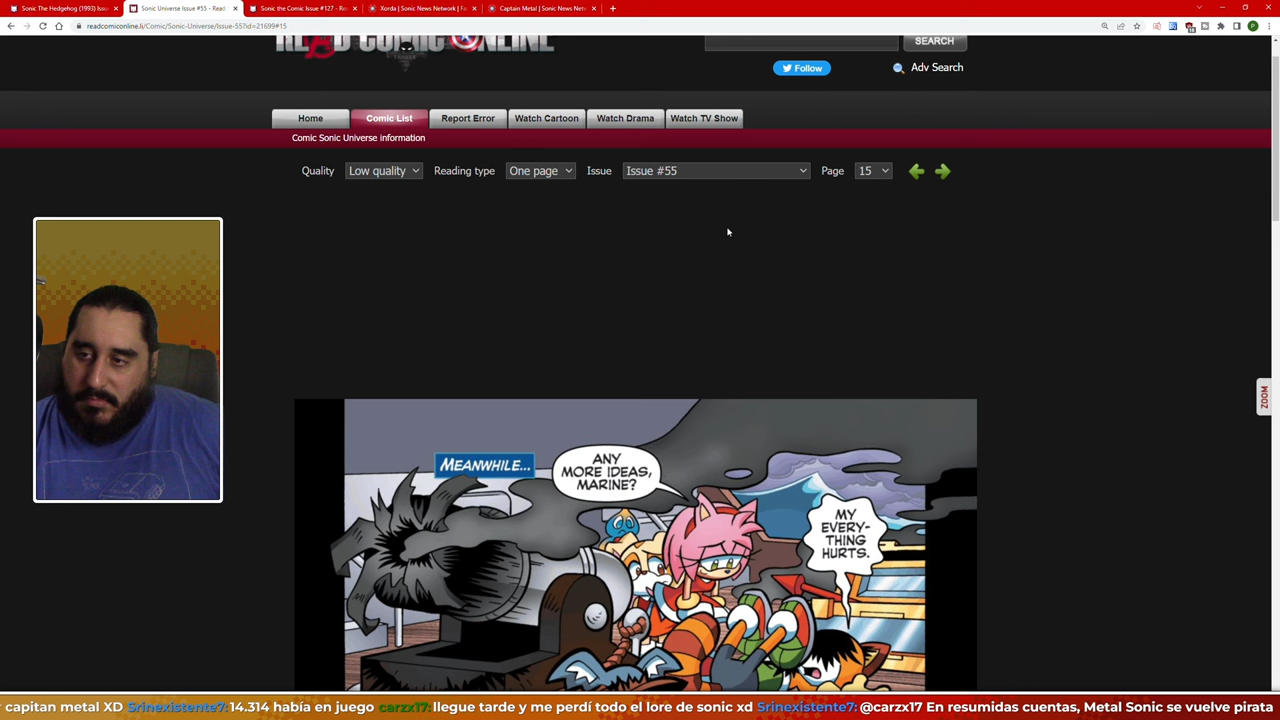 Sonic The Hedgehog (1993) Issue
Sonic Universe Issue #55 - Read
Sonic the Comic Issue #127 - Re
Xorda | Sonic News Network | Fa
Captain Metal | Sonic News Netw
readcomiconline.li/Comic/Sonic-Universe/Issue-55?id=21699#15
READ COMIC ONLINE
SEARCH
Follow
Adv Search
Home
Comic List
Report Error
Watch Cartoon
Watch Drama
Watch TV Show
Comic Sonic Universe information
Quality
Low quality
Reading type
One page
Issue
Issue #55
Page
15
ZOOM
MEANWHILE...
ANY
MORE IDEAS,
MARINE?
MY
EVERY-
THING
HURTS.
capitan metal XD Srinexistente7: 14.314 había en juego carzx17: llegue tarde y me perdí todo el lore de sonic xd Srinexistente7: @carzx17 En resumidas cuentas, Metal Sonic se vuelve pirata